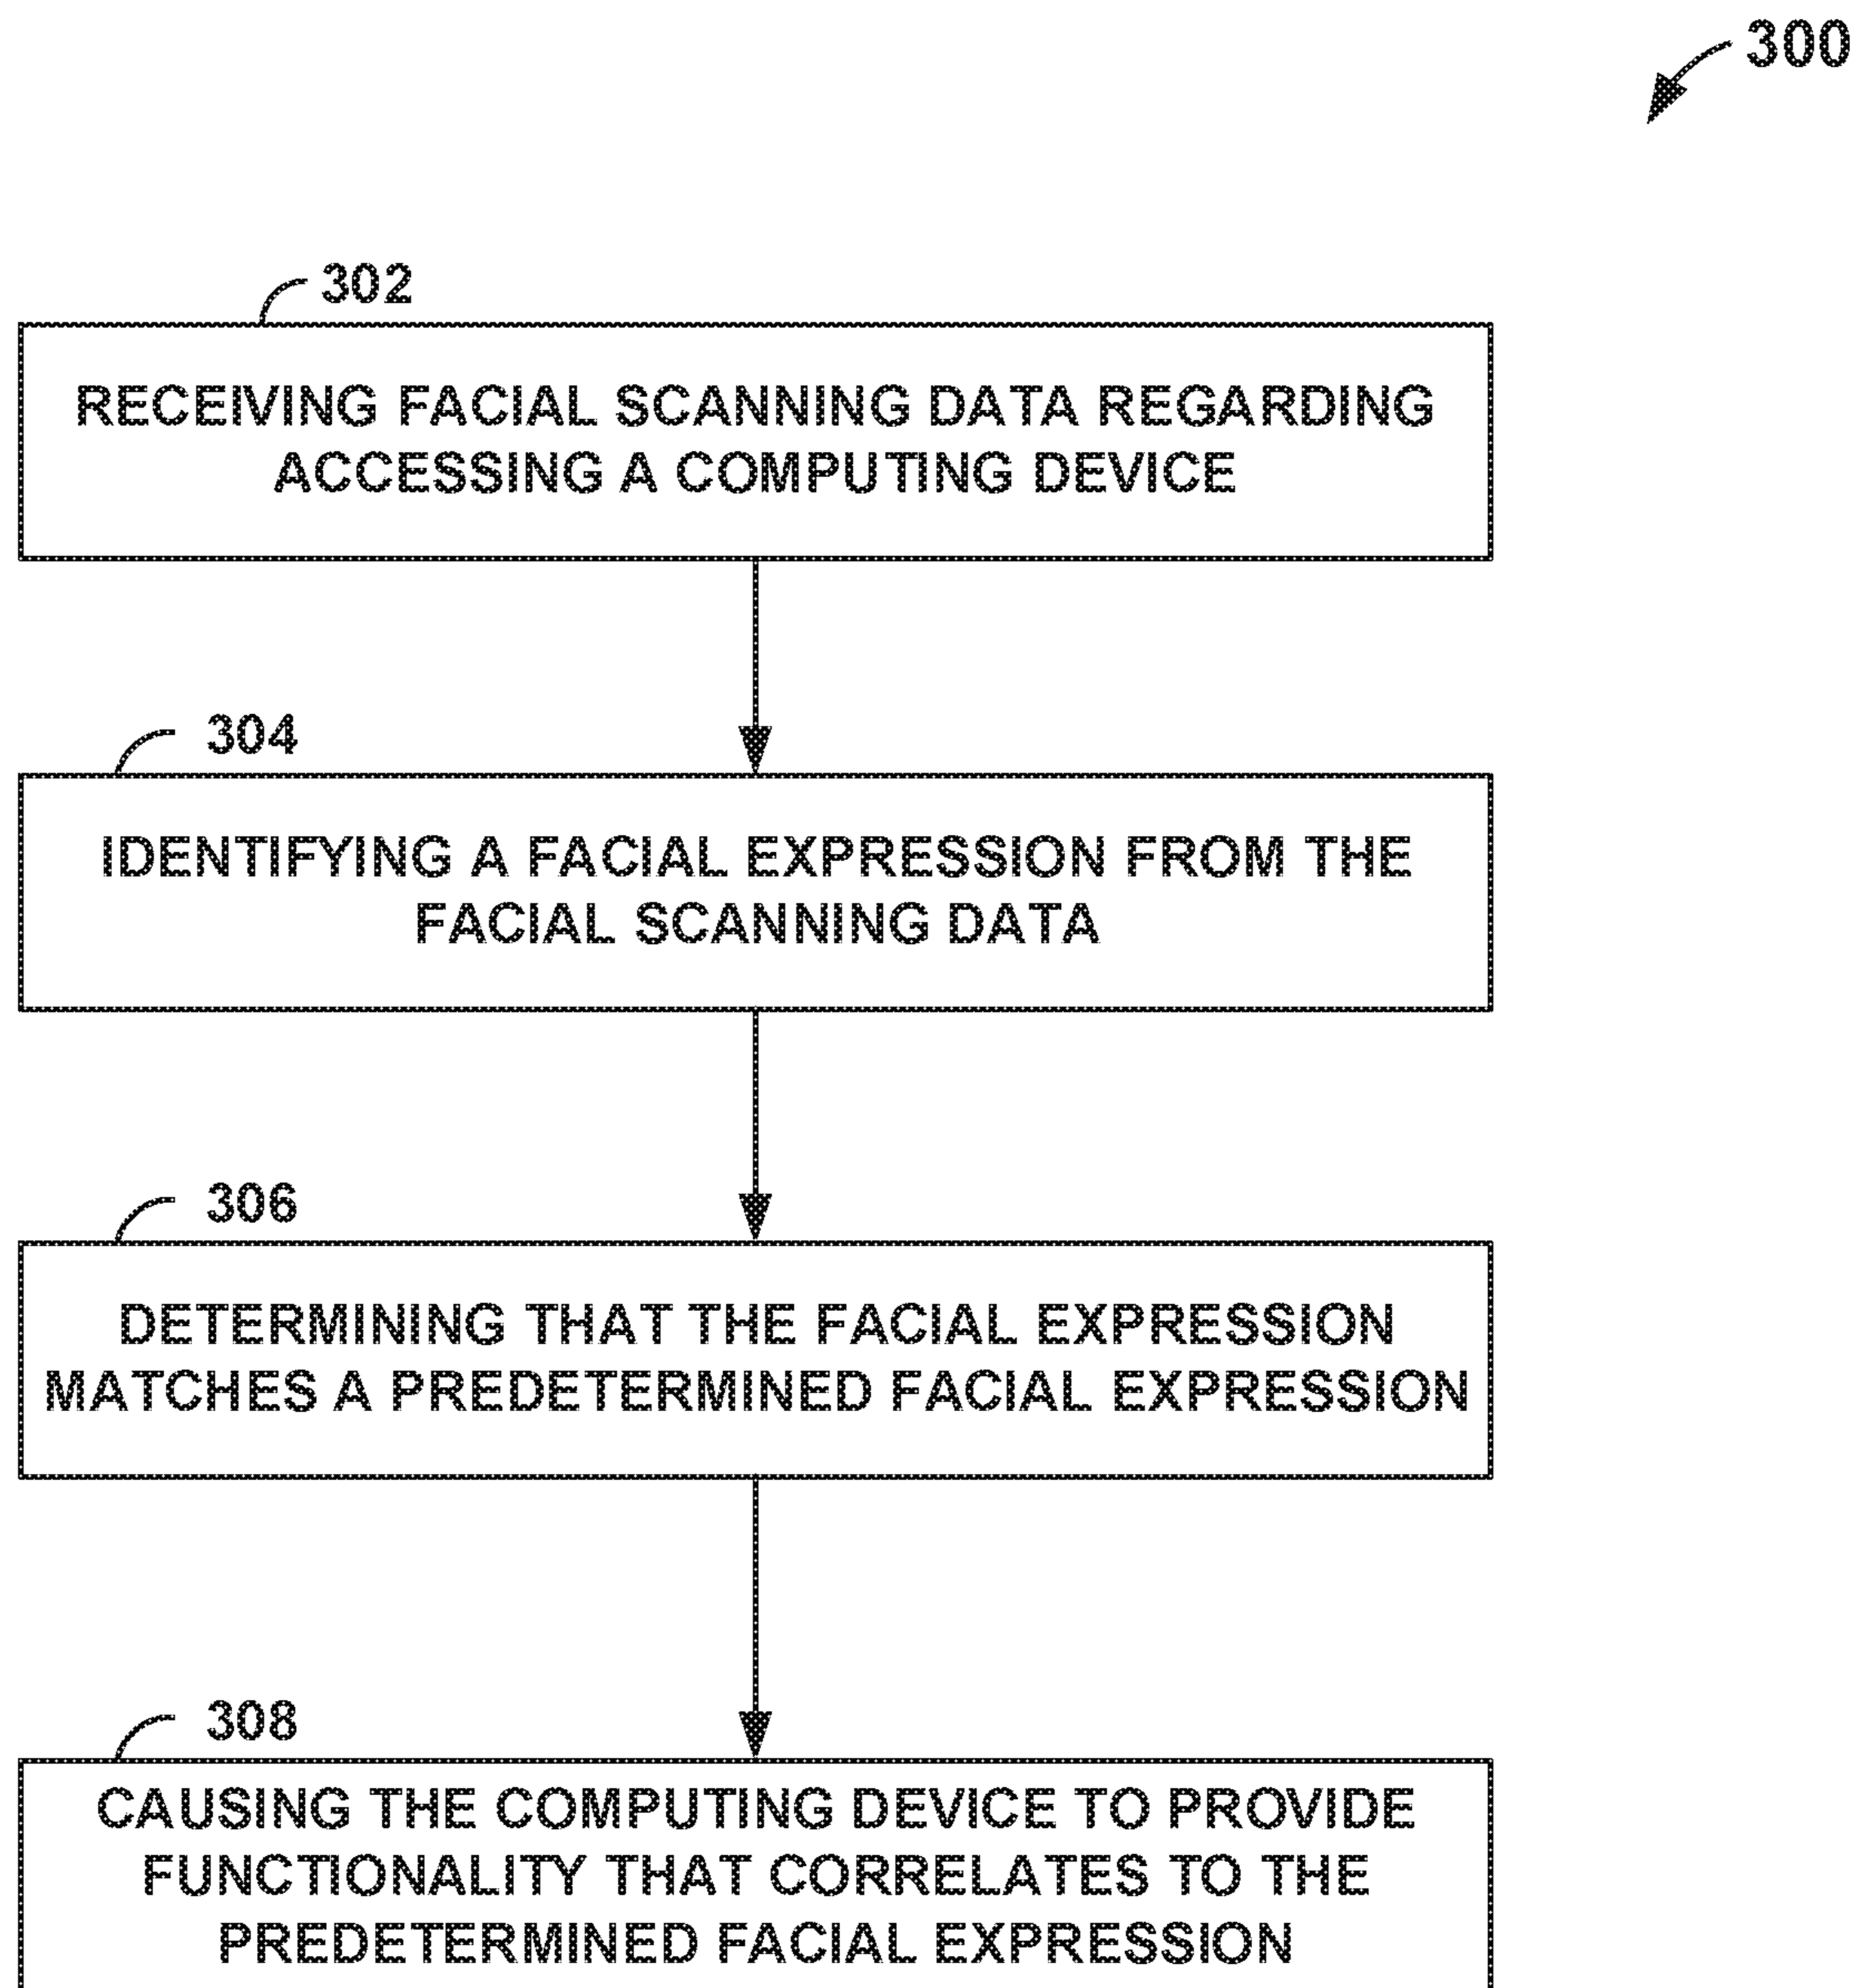 300
302
RECEIVING FACIAL SCANNING DATA REGARDING
ACCESSING A COMPUTING DEVICE
304
IDENTIFYING A FACIAL EXPRESSION FROM THE
FACIAL SCANNING DATA
306
DETERMINING THAT THE FACIAL EXPRESSION
MATCHES A PREDETERMINED FACIAL EXPRESSION
308
CAUSING THE COMPUTING DEVICE TO PROVIDE
FUNCTIONALITY THAT CORRELATES TO THE
PREDETERMINED FACIAL EXPRESSION